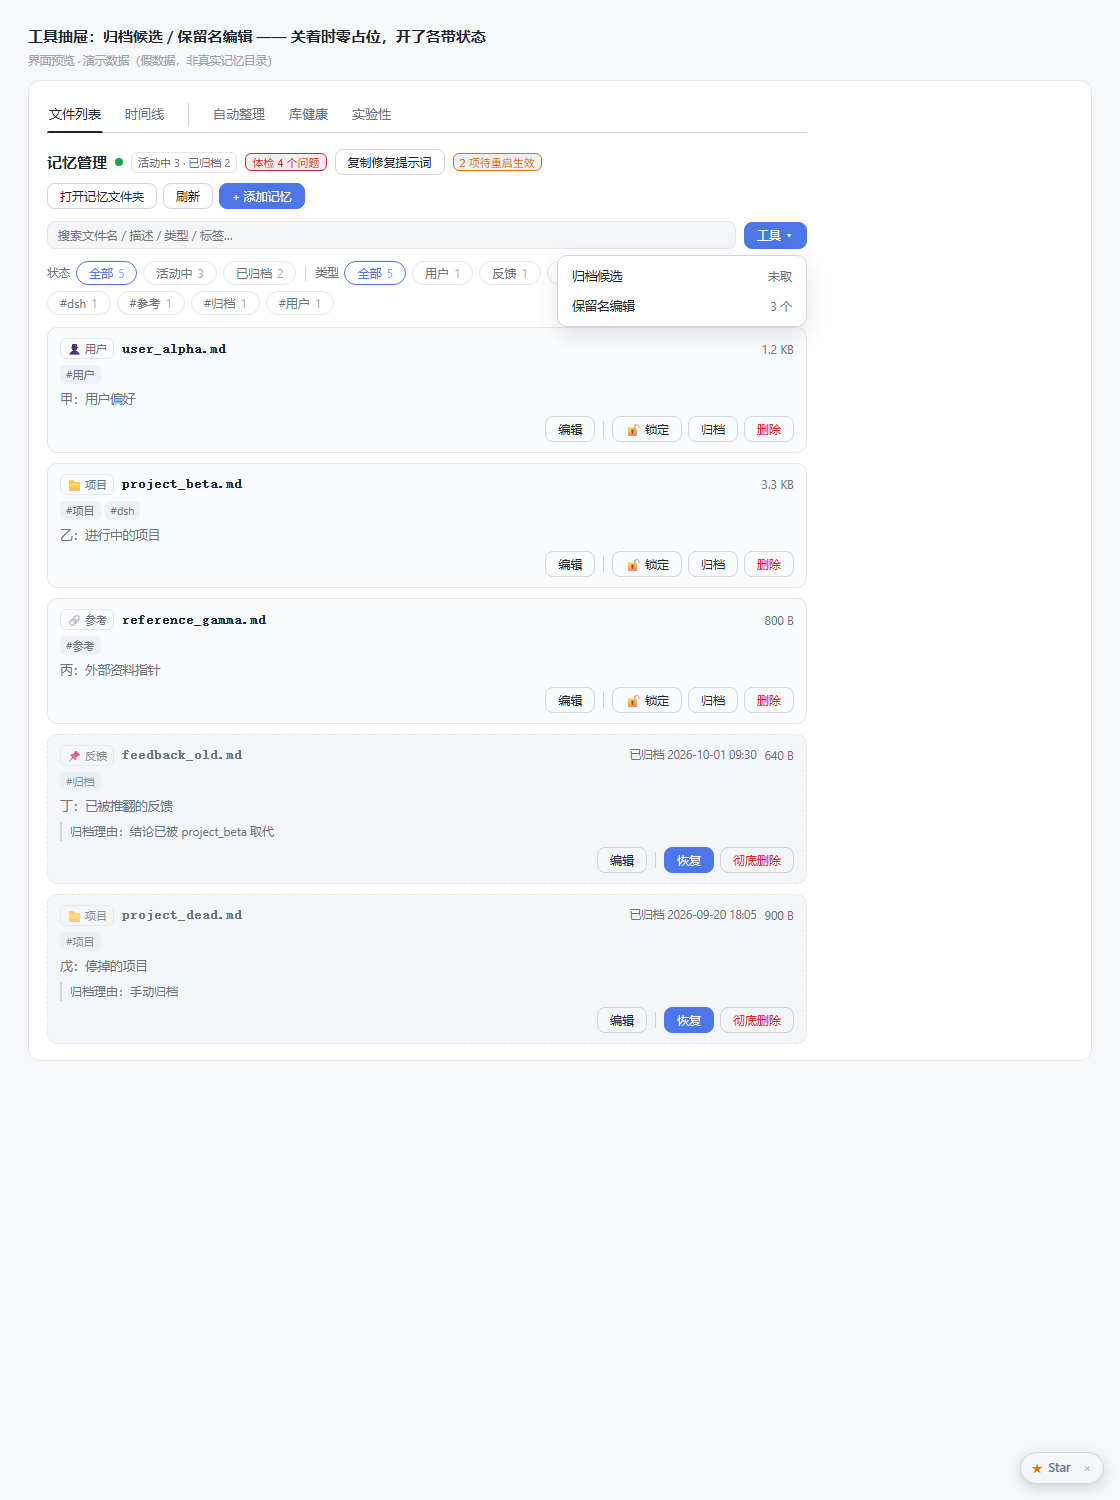 工具抽屉：归档候选 / 保留名编辑 —— 关着时零占位，开了各带状态
界面预览 · 演示数据（假数据，非真实记忆目录）
文件列表 时间线 自动整理 库健康 实验性
记忆管理 活动中 3 · 已归档 2 体检 4 个问题 复制修复提示词 2 项待重启生效
打开记忆文件夹 刷新 + 添加记忆
搜索文件名 / 描述 / 类型 / 标签... 工具
状态 全部 5 活动中 3 已归档 2 类型 全部 5 用户 1 反馈 1
归档候选 未取
保留名编辑 3 个
#dsh 1 #参考 1 #归档 1 #用户 1
用户 user_alpha.md 1.2 KB
#用户
甲：用户偏好
编辑 锁定 归档 删除
项目 project_beta.md 3.3 KB
#项目 #dsh
乙：进行中的项目
编辑 锁定 归档 删除
参考 reference_gamma.md 800 B
#参考
丙：外部资料指针
编辑 锁定 归档 删除
反馈 feedback_old.md 已归档 2026-10-01 09:30 640 B
#归档
丁：已被推翻的反馈
归档理由：结论已被 project_beta 取代
编辑 恢复 彻底删除
项目 project_dead.md 已归档 2026-09-20 18:05 900 B
#项目
戊：停掉的项目
归档理由：手动归档
编辑 恢复 彻底删除
★ Star ×